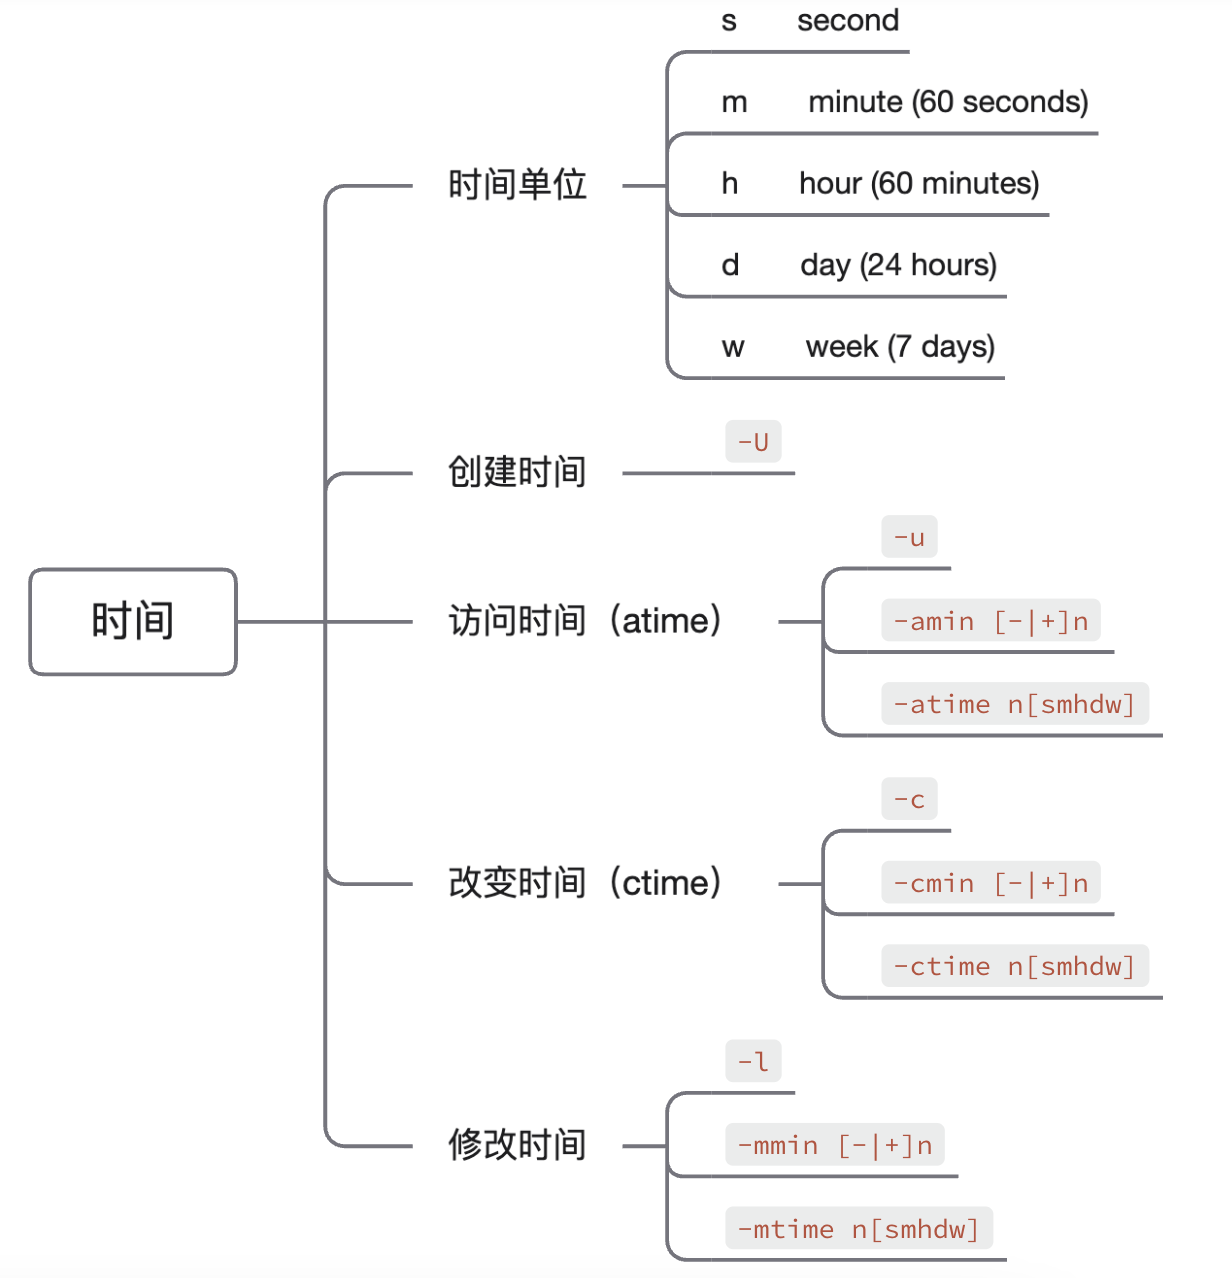 时间
时间单位
s second
m minute (60 seconds)
h hour (60 minutes)
d day (24 hours)
w week (7 days)
创建时间
-U
访问时间（atime）
-u
-amin [-|+]n
-atime n[smhdw]
改变时间（ctime）
-c
-cmin [-|+]n
-ctime n[smhdw]
修改时间
-l
-mmin [-|+]n
-mtime n[smhdw]